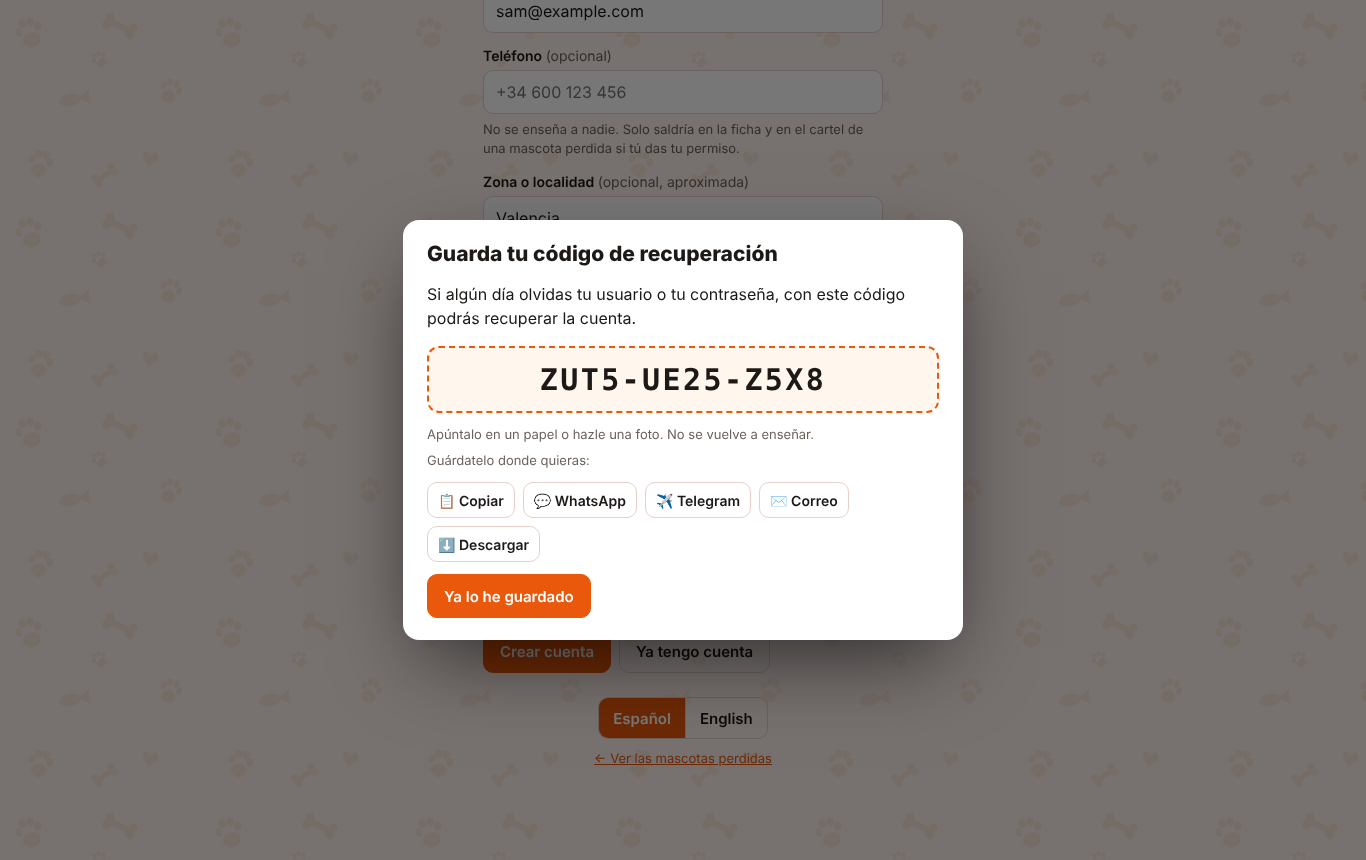 sam@example.com
Teléfono (opcional)
+34 600 123 456
No se enseña a nadie. Solo saldría en la ficha y en el cartel de
una mascota perdida si tú das tu permiso.
Zona o localidad (opcional, aproximada)
Valencia
Guarda tu código de recuperación
Si algún día olvidas tu usuario o tu contraseña, con este código
podrás recuperar la cuenta.
ZUT5-UE25-Z5X8
Apúntalo en un papel o hazle una foto. No se vuelve a enseñar.
Guárdatelo donde quieras:
📋 Copiar 💬 WhatsApp ✈️ Telegram ✉️ Correo
⬇️ Descargar
Ya lo he guardado
Crear cuenta Ya tengo cuenta
Español English
← Ver las mascotas perdidas